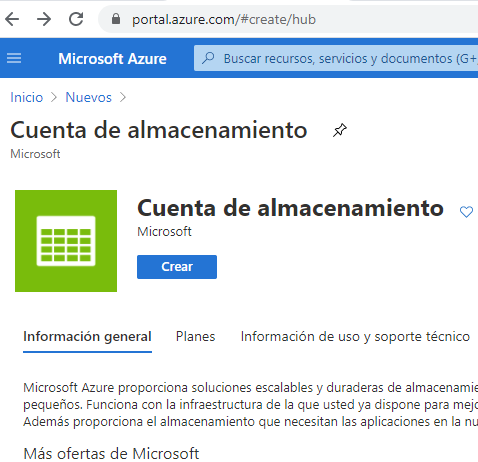 portal.azure.com/#create/hub
Microsoft Azure
Buscar recursos, servicios y documentos (G+
Inicio > Nuevos >
Cuenta de almacenamiento
Microsoft
Cuenta de almacenamiento
Microsoft
Crear
Información general Planes Información de uso y soporte técnico
Microsoft Azure proporciona soluciones escalables y duraderas de almacenamie
pequeños. Funciona con la infraestructura de la que usted ya dispone para mejo
Además proporciona el almacenamiento que necesitan las aplicaciones en la nu
Más ofertas de Microsoft